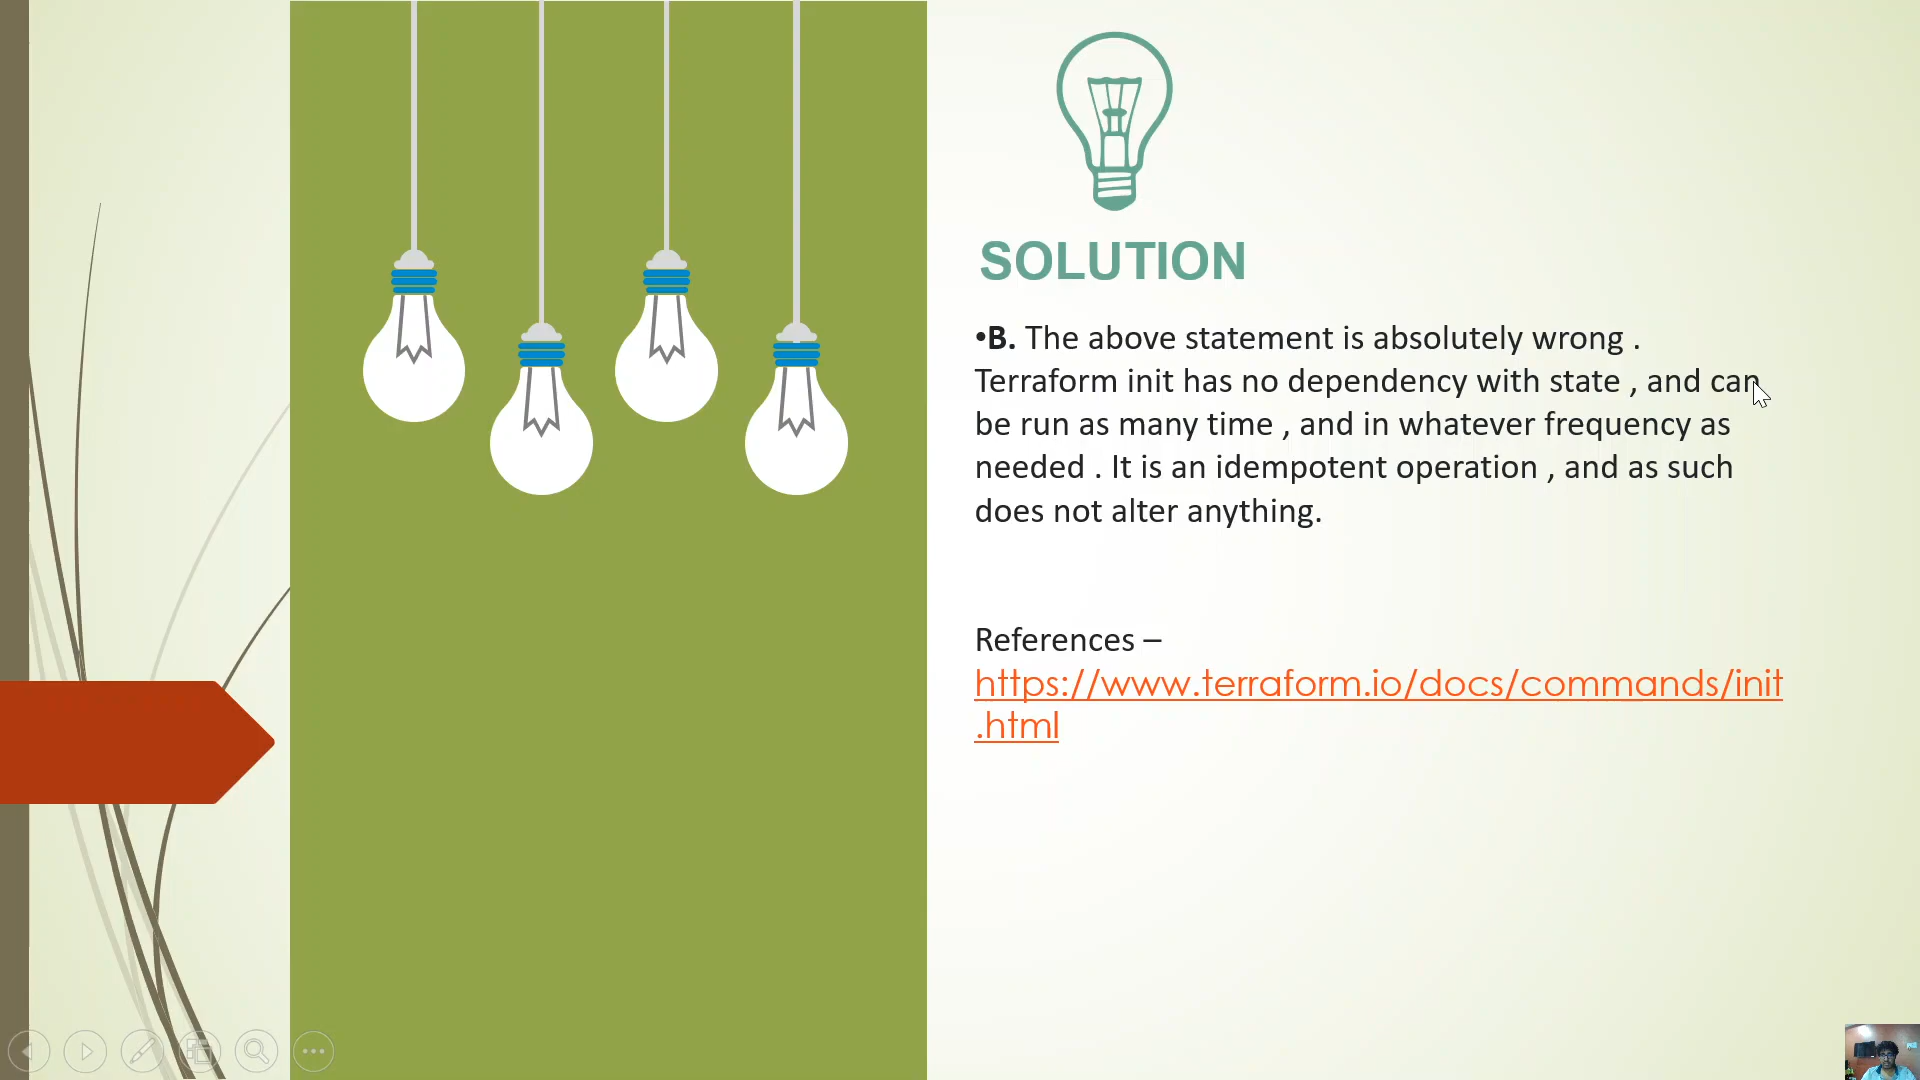 SOLUTION
•B. The above statement is absolutely wrong .
Terraform init has no dependency with state , and can
be run as many time , and in whatever frequency as
needed . It is an idempotent operation , and as such
does not alter anything.
References –
https://www.terraform.io/docs/commands/init
.html